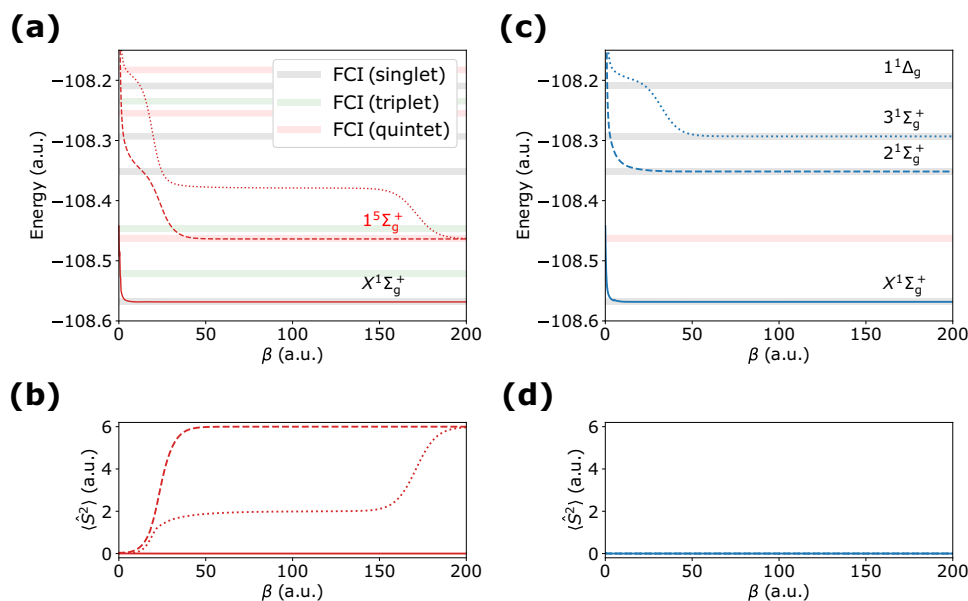 (a)
Energy (a.u.)
−108.2
−108.3
−108.4
−108.5
−108.6
FCI (singlet)
FCI (triplet)
FCI (quintet)
1⁵Σg⁺
X¹Σg⁺
0 50 100 150 200
β (a.u.)
(c)
Energy (a.u.)
−108.2
−108.3
−108.4
−108.5
−108.6
1¹Δg
3¹Σg⁺
2¹Σg⁺
X¹Σg⁺
0 50 100 150 200
β (a.u.)
(b)
⟨Ŝ²⟩ (a.u.)
6
4
2
0
0 50 100 150 200
β (a.u.)
(d)
⟨Ŝ²⟩ (a.u.)
6
4
2
0
0 50 100 150 200
β (a.u.)